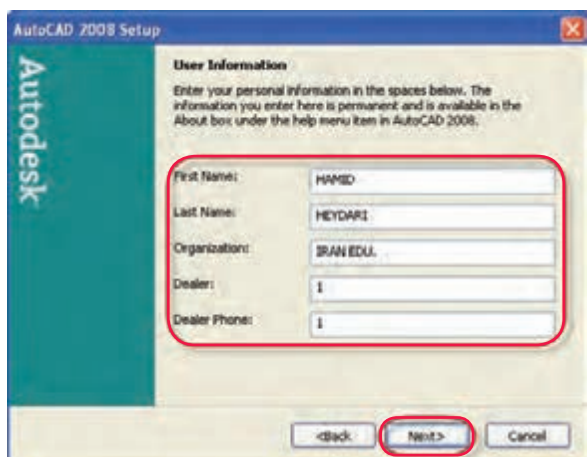 AutoCAD 2008 Setup
Autodesk
User Information
Enter your personal information in the spaces below. The
information you enter here is permanent and is available in the
About box under the help menu item in AutoCAD 2008.
First Name: HAMID
Last Name: HEYDARI
Organization: IRAN EDU.
Dealer: 1
Dealer Phone: 1
<Back Next> Cancel